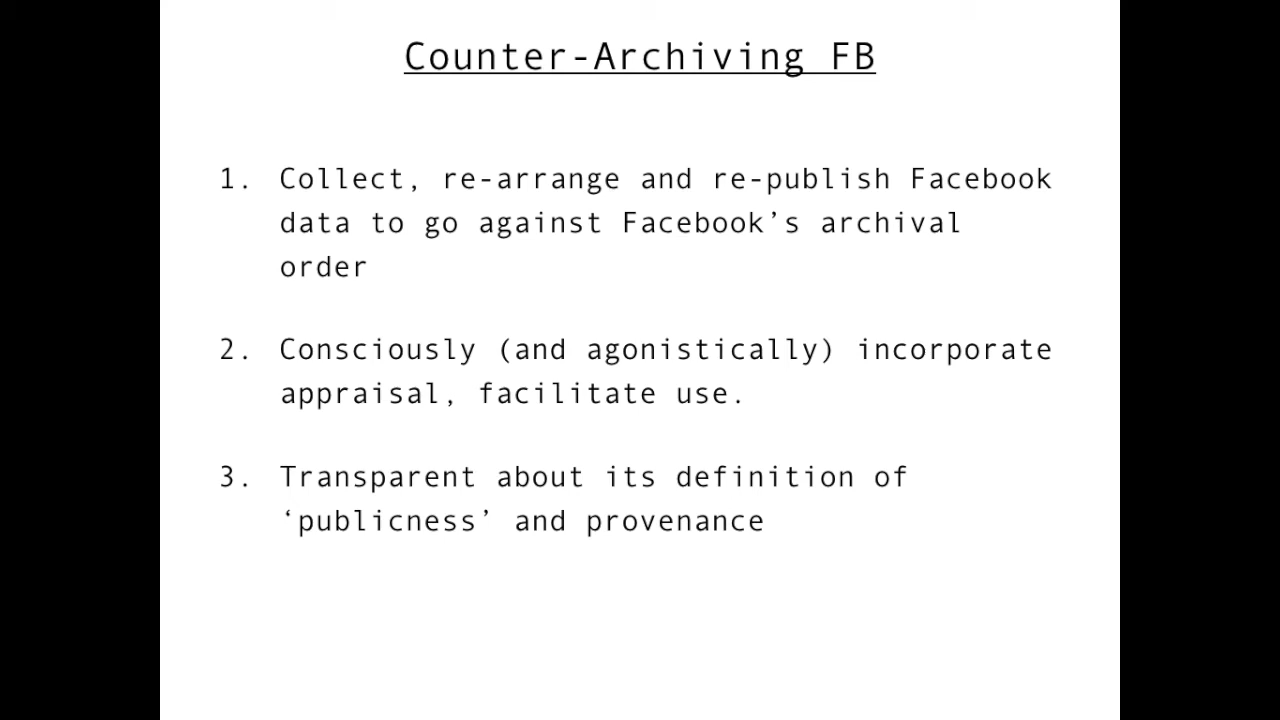 Counter-Archiving FB
1. Collect, re-arrange and re-publish Facebook
data to go against Facebook’s archival
order
2. Consciously (and agonistically) incorporate
appraisal, facilitate use.
3. Transparent about its definition of
‘publicness’ and provenance